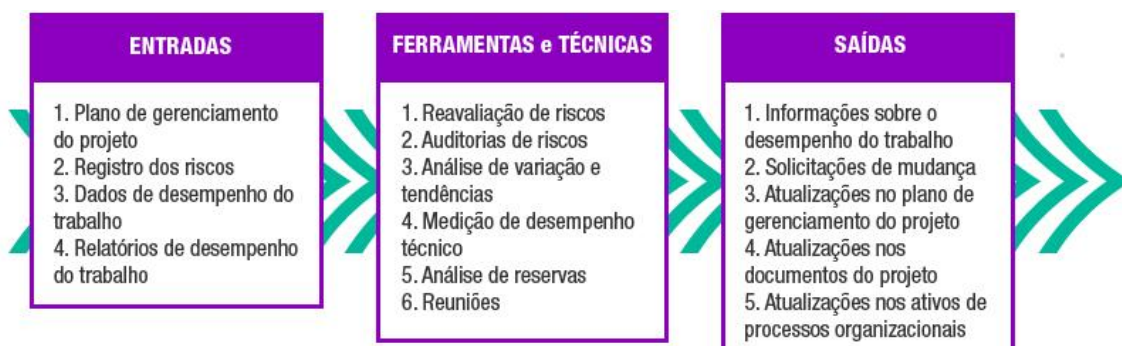 ENTRADAS
1. Plano de gerenciamento
do projeto
2. Registro dos riscos
3. Dados de desempenho do
trabalho
4. Relatórios de desempenho
do trabalho
FERRAMENTAS e TÉCNICAS
1. Reavaliação de riscos
2. Auditorias de riscos
3. Análise de variação e
tendências
4. Medição de desempenho
técnico
5. Análise de reservas
6. Reuniões
SAÍDAS
1. Informações sobre o
desempenho do trabalho
2. Solicitações de mudança
3. Atualizações no plano de
gerenciamento do projeto
4. Atualizações nos
documentos do projeto
5. Atualizações nos ativos de
processos organizacionais